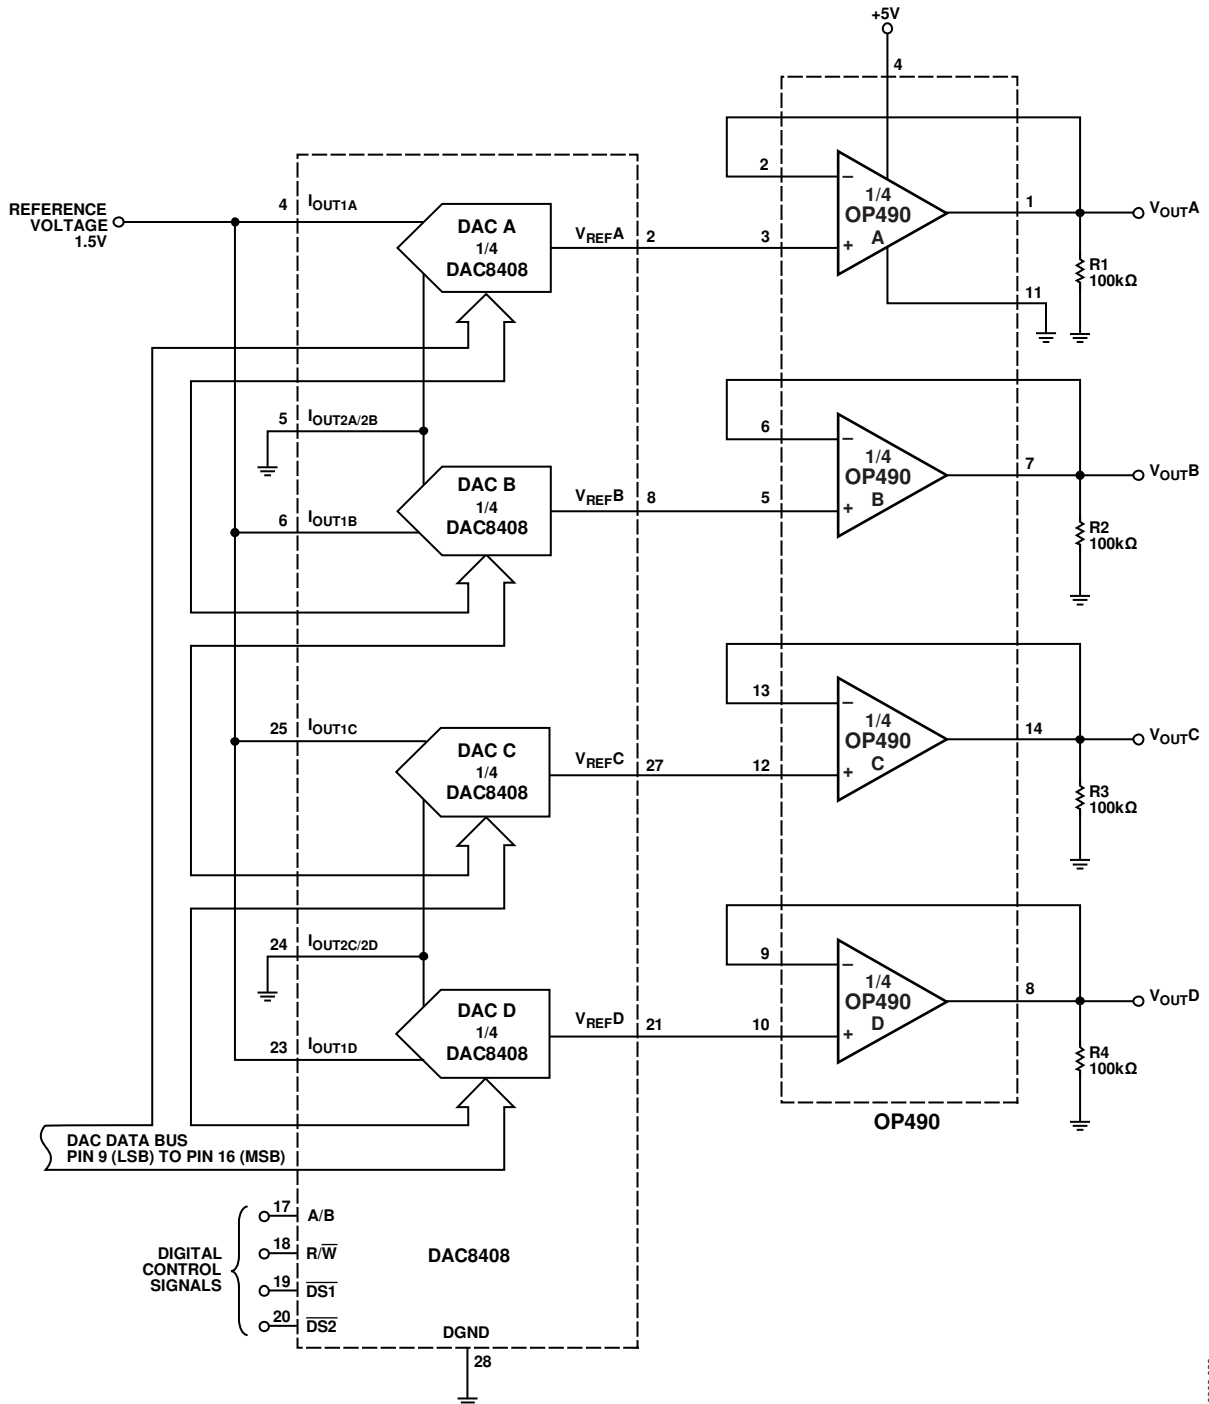 +5V
4
2
–
1/4
OP490
A
1
VOUTA
3
+
R1
100kΩ
11
REFERENCE
VOLTAGE
1.5V
4
IOUT1A
DAC A
1/4
DAC8408
VREFA
2
5
IOUT2A/2B
6
IOUT1B
DAC B
1/4
DAC8408
VREFB
8
6
–
1/4
OP490
B
7
VOUTB
5
+
R2
100kΩ
25
IOUT1C
DAC C
1/4
DAC8408
VREFC
27
13
–
1/4
OP490
C
14
VOUTC
12
+
R3
100kΩ
24
IOUT2C/2D
23
IOUT1D
DAC D
1/4
DAC8408
VREFD
21
9
–
1/4
OP490
D
8
VOUTD
10
+
R4
100kΩ
OP490
DAC DATA BUS
PIN 9 (LSB) TO PIN 16 (MSB)
DIGITAL
CONTROL
SIGNALS
17
A/B
18
R/W̅
19
D̅S̅1̅
20
D̅S̅2̅
DAC8408
DGND
28